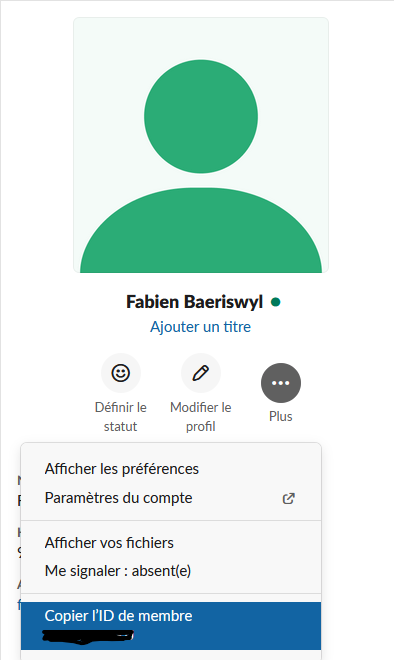 Fabien Baeriswyl
Ajouter un titre
Définir le
statut
Modifier le
profil
Plus
Afficher les préférences
Paramètres du compte
Afficher vos fichiers
Me signaler : absent(e)
Copier l’ID de membre